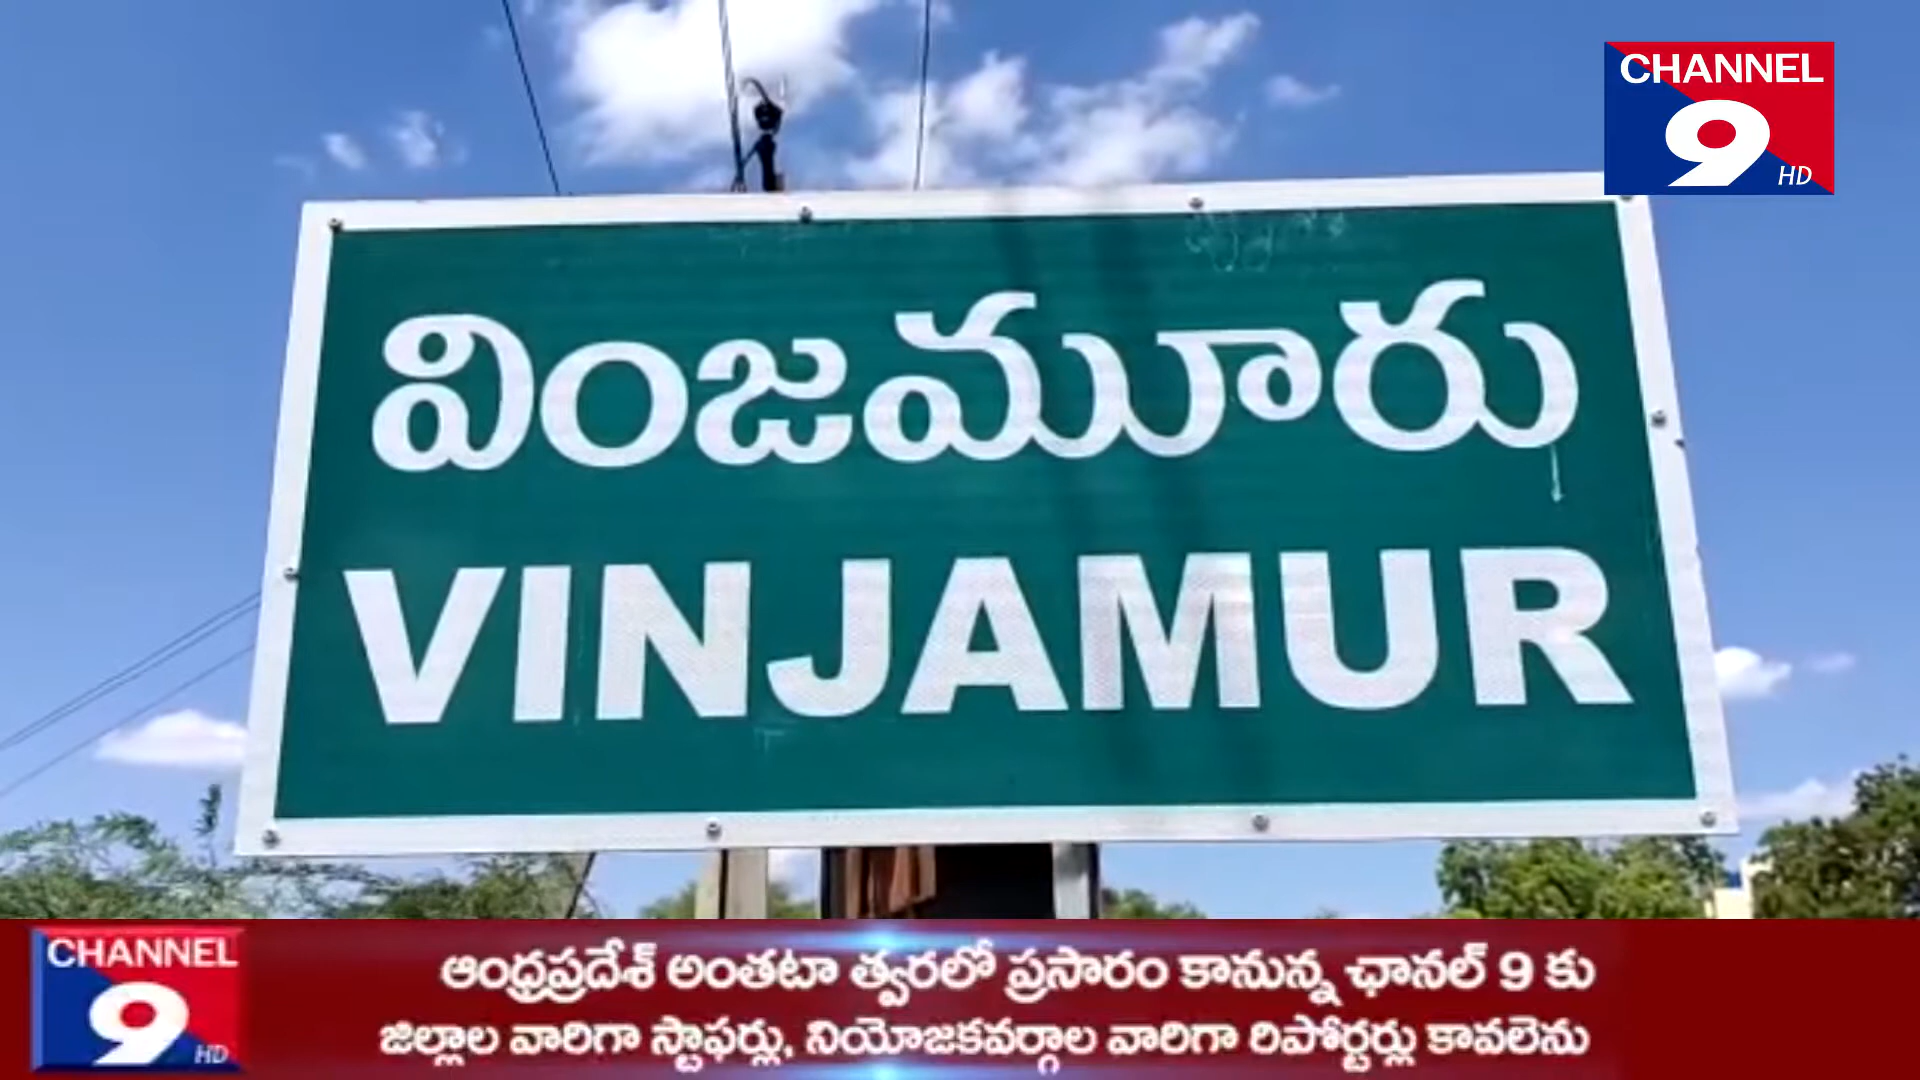 CHANNEL
9
HD
వింజమూరు
VINJAMUR
CHANNEL
9
HD
ఆంధ్రప్రదేశ్ అంతటా త్వరలో ప్రసారం కానున్న ఛానల్ 9 కు
జిల్లాల వారిగా స్టాఫర్లు, నియోజకవర్గాల వారిగా రిపోర్టర్లు కావలెను